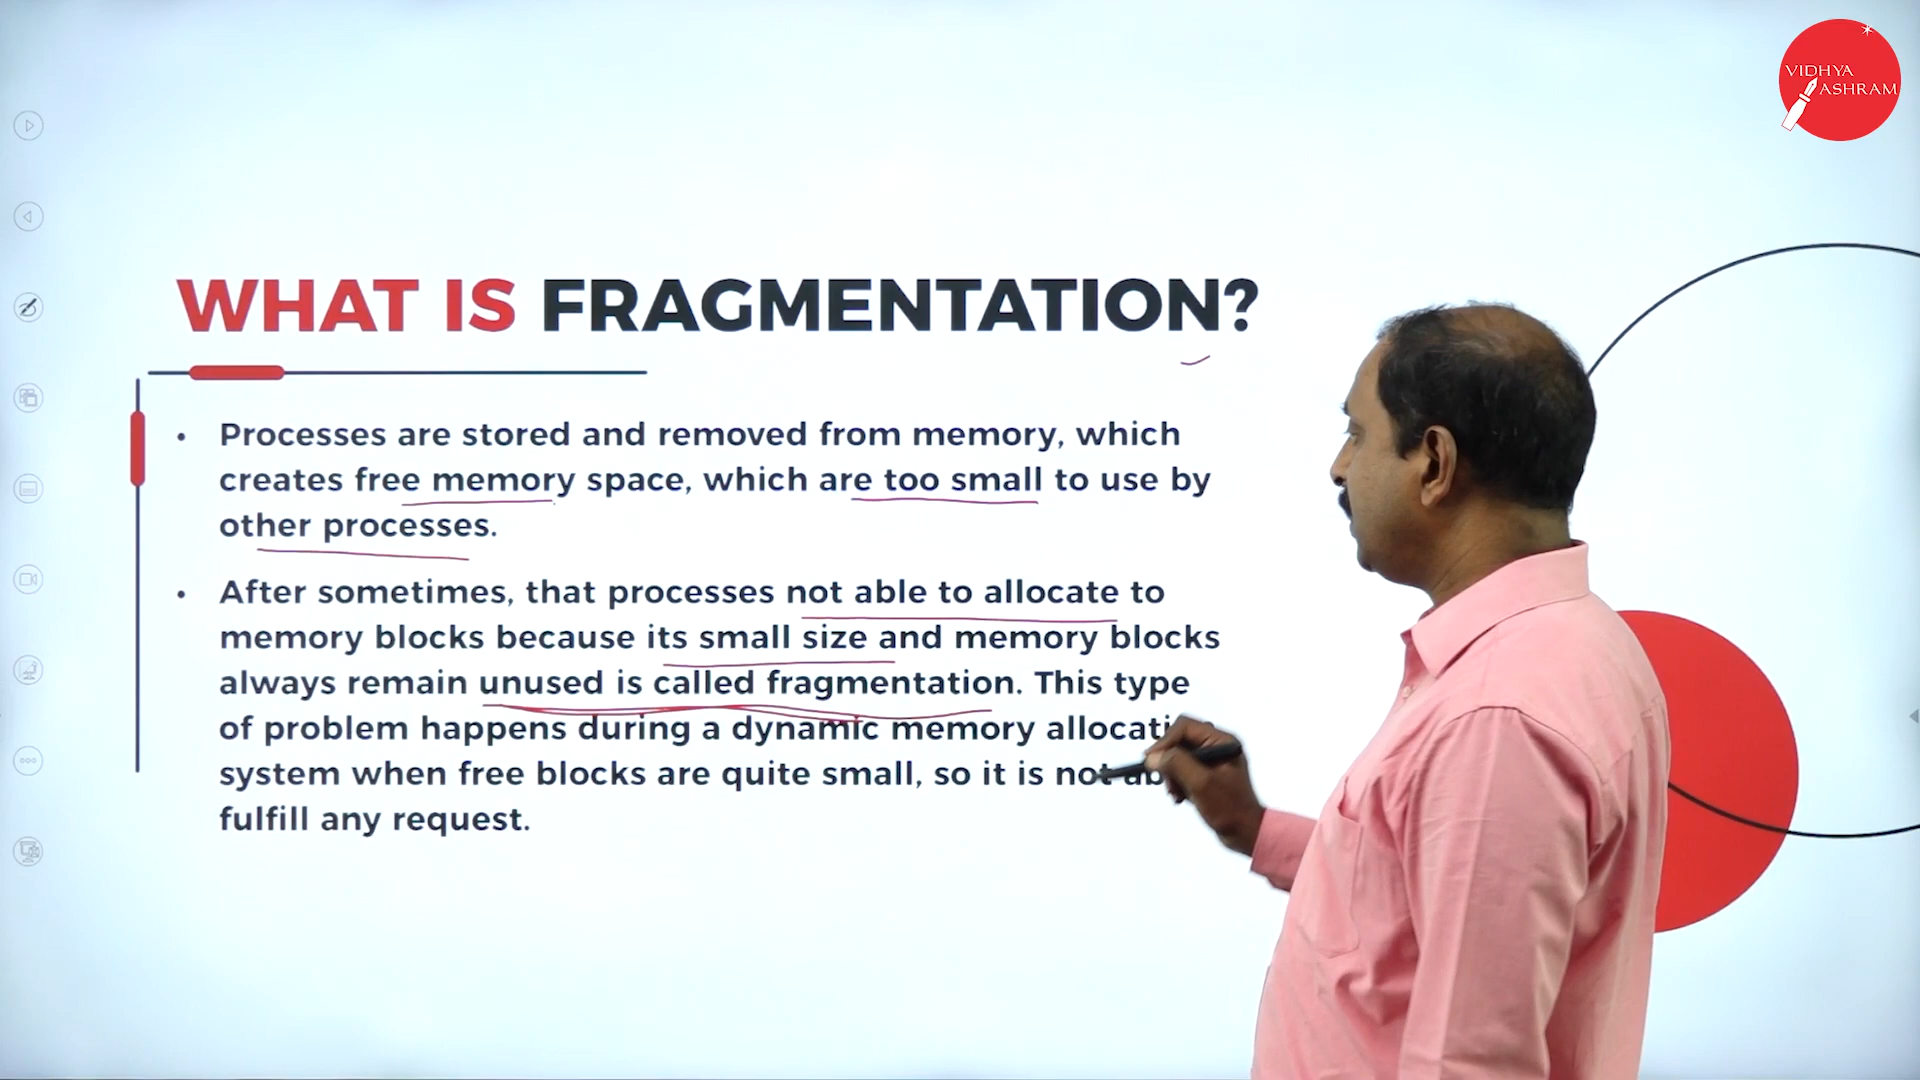 VIDHYA
ASHRAM
WHAT IS FRAGMENTATION?
• Processes are stored and removed from memory, which
creates free memory space, which are too small to use by
other processes.
• After sometimes, that processes not able to allocate to
memory blocks because its small size and memory blocks
always remain unused is called fragmentation. This type
of problem happens during a dynamic memory
system when free blocks are quite small, so it is not
fulfill any request.